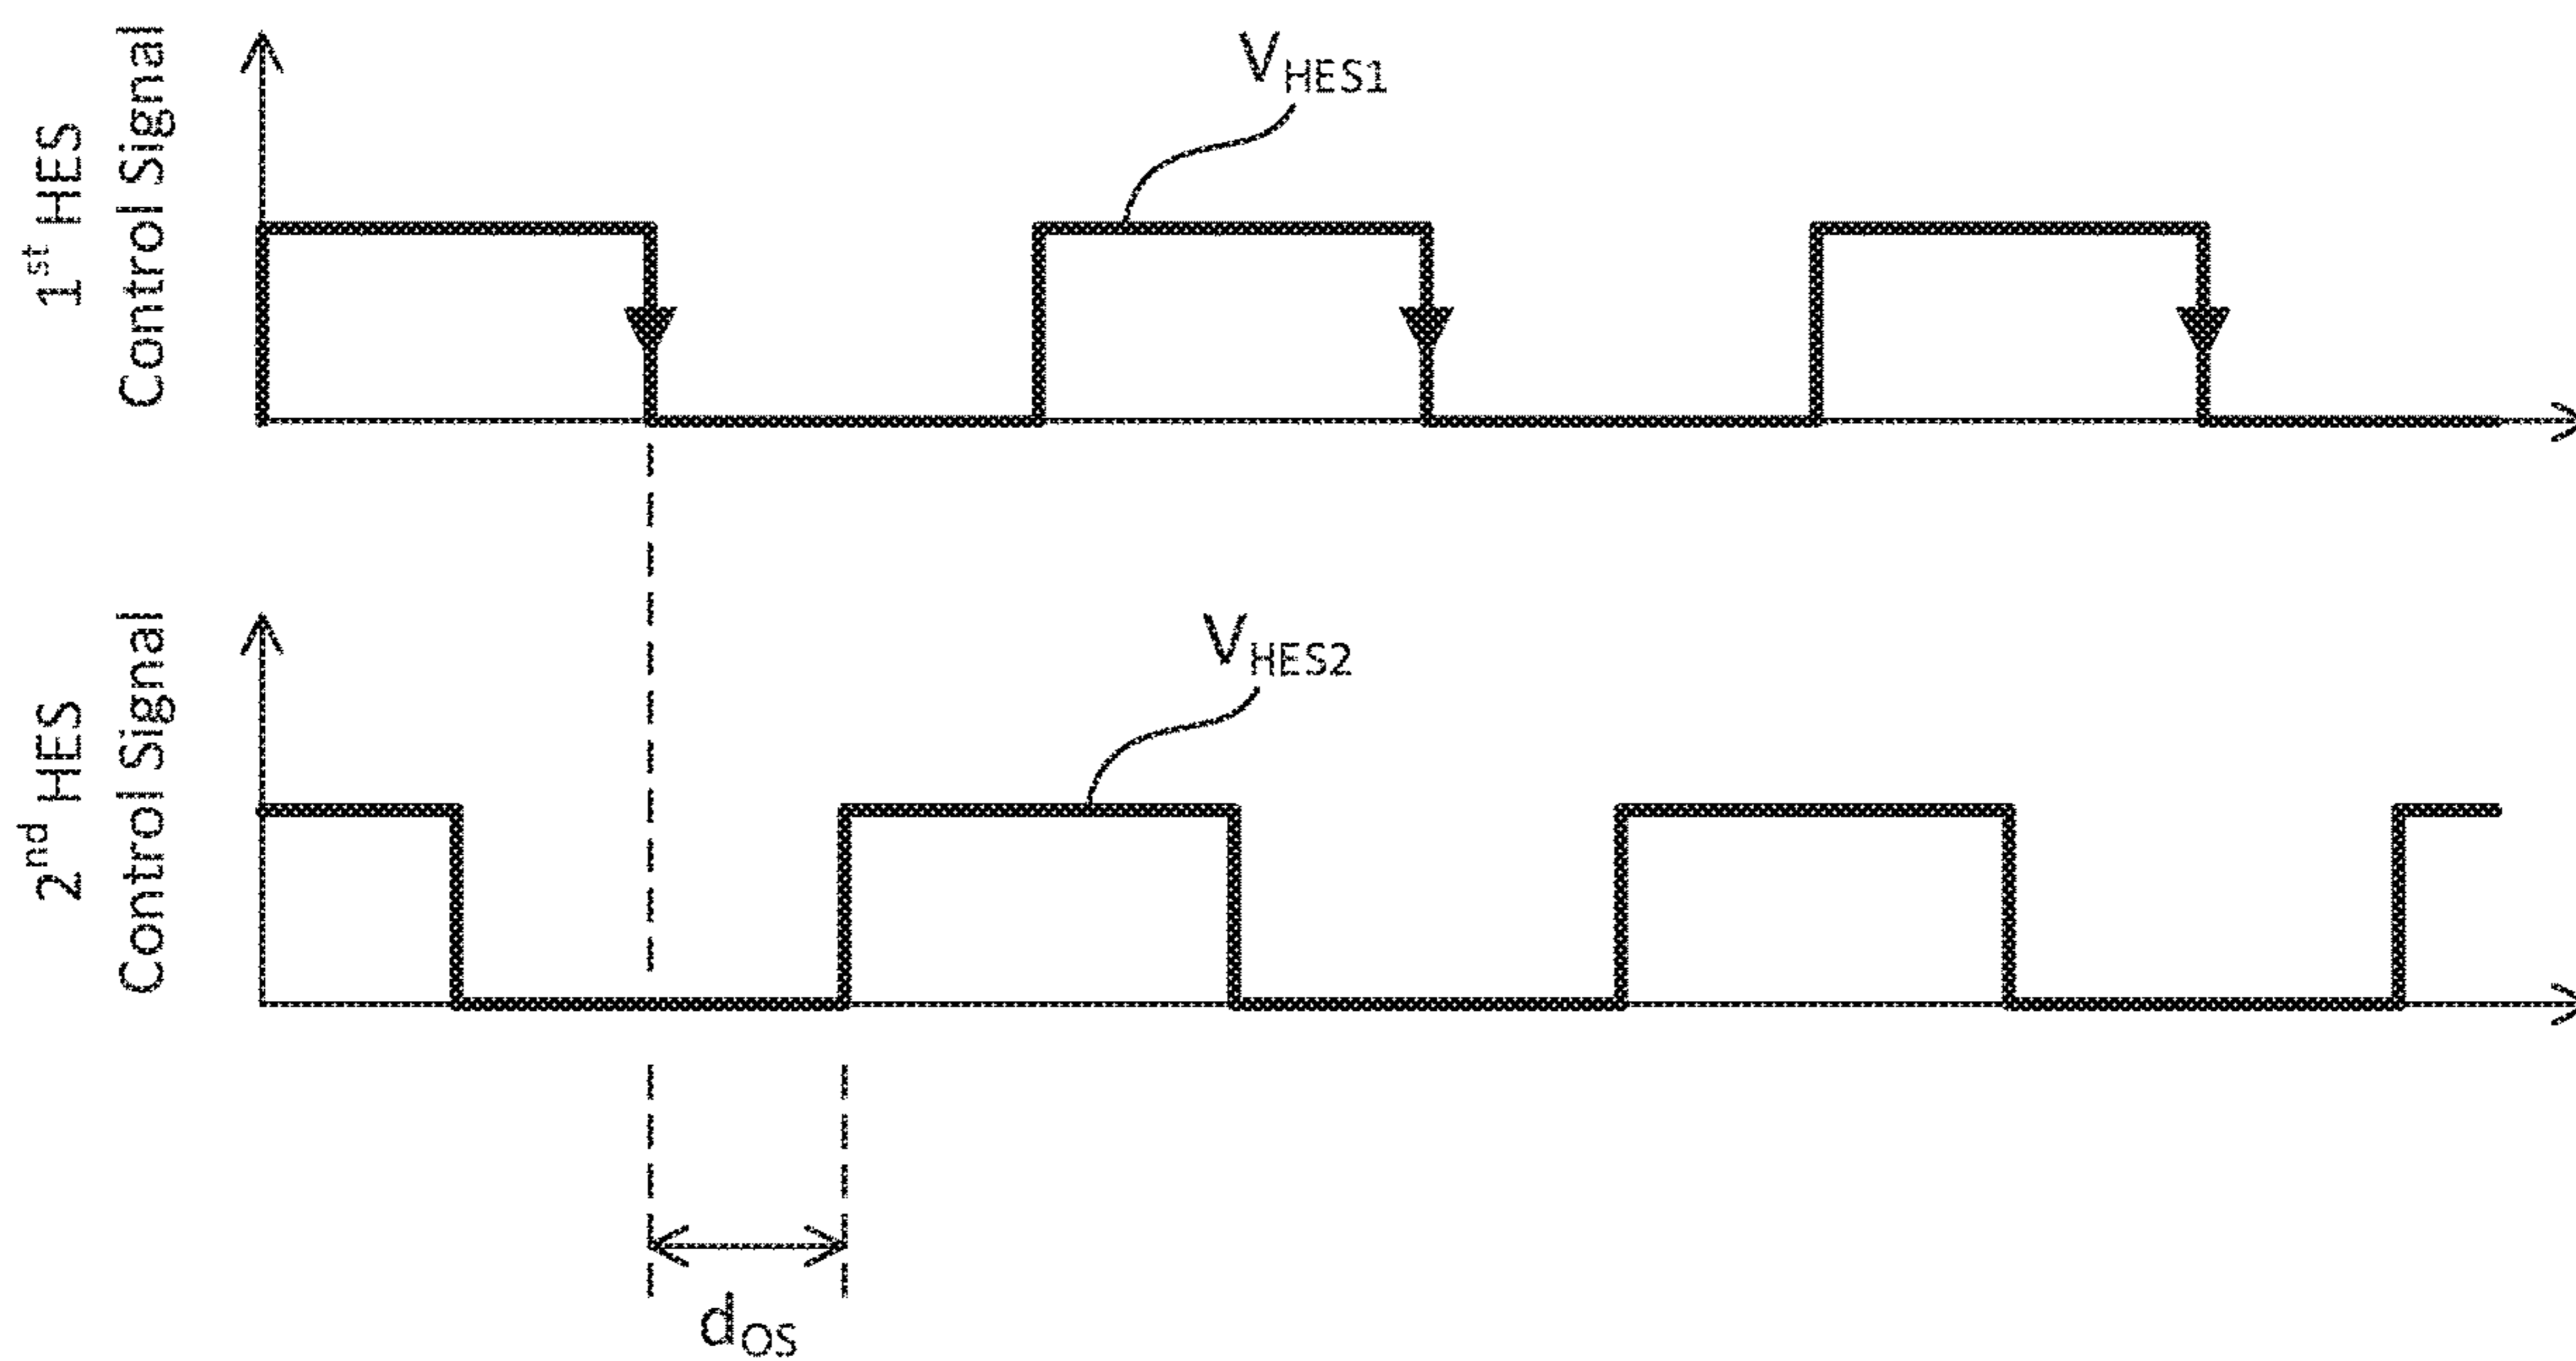 1st HES
Control Signal
VHES1
2nd HES
Control Signal
VHES2
dOS